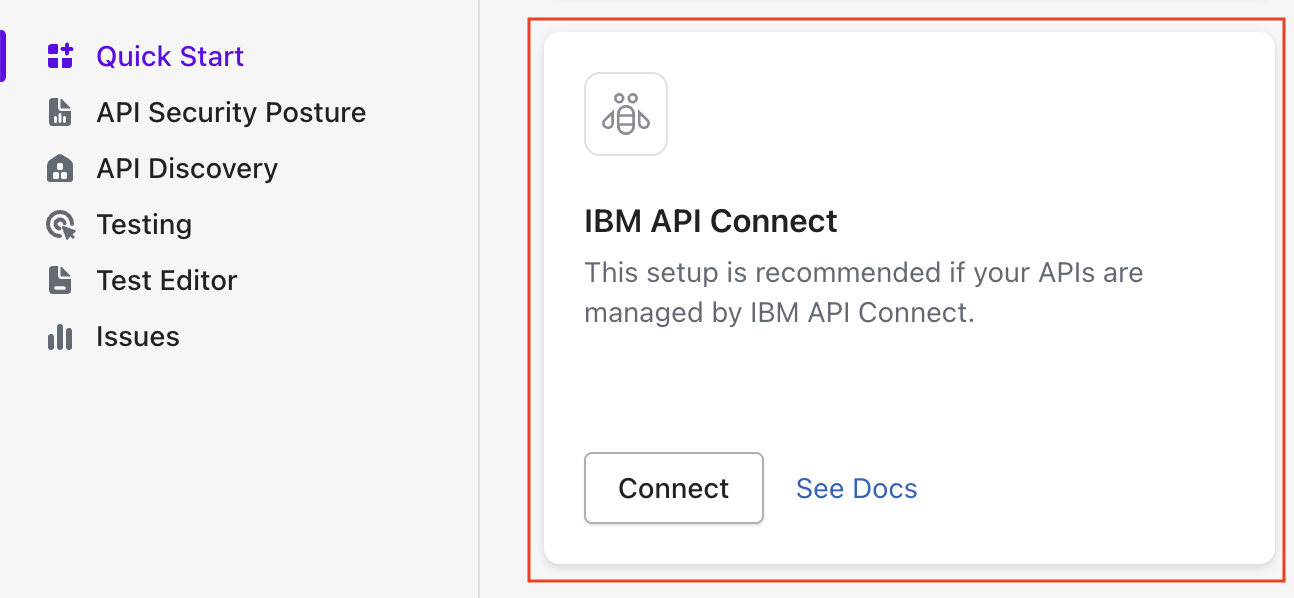 Quick Start
API Security Posture
API Discovery
Testing
Test Editor
Issues
IBM API Connect
This setup is recommended if your APIs are
managed by IBM API Connect.
Connect
See Docs